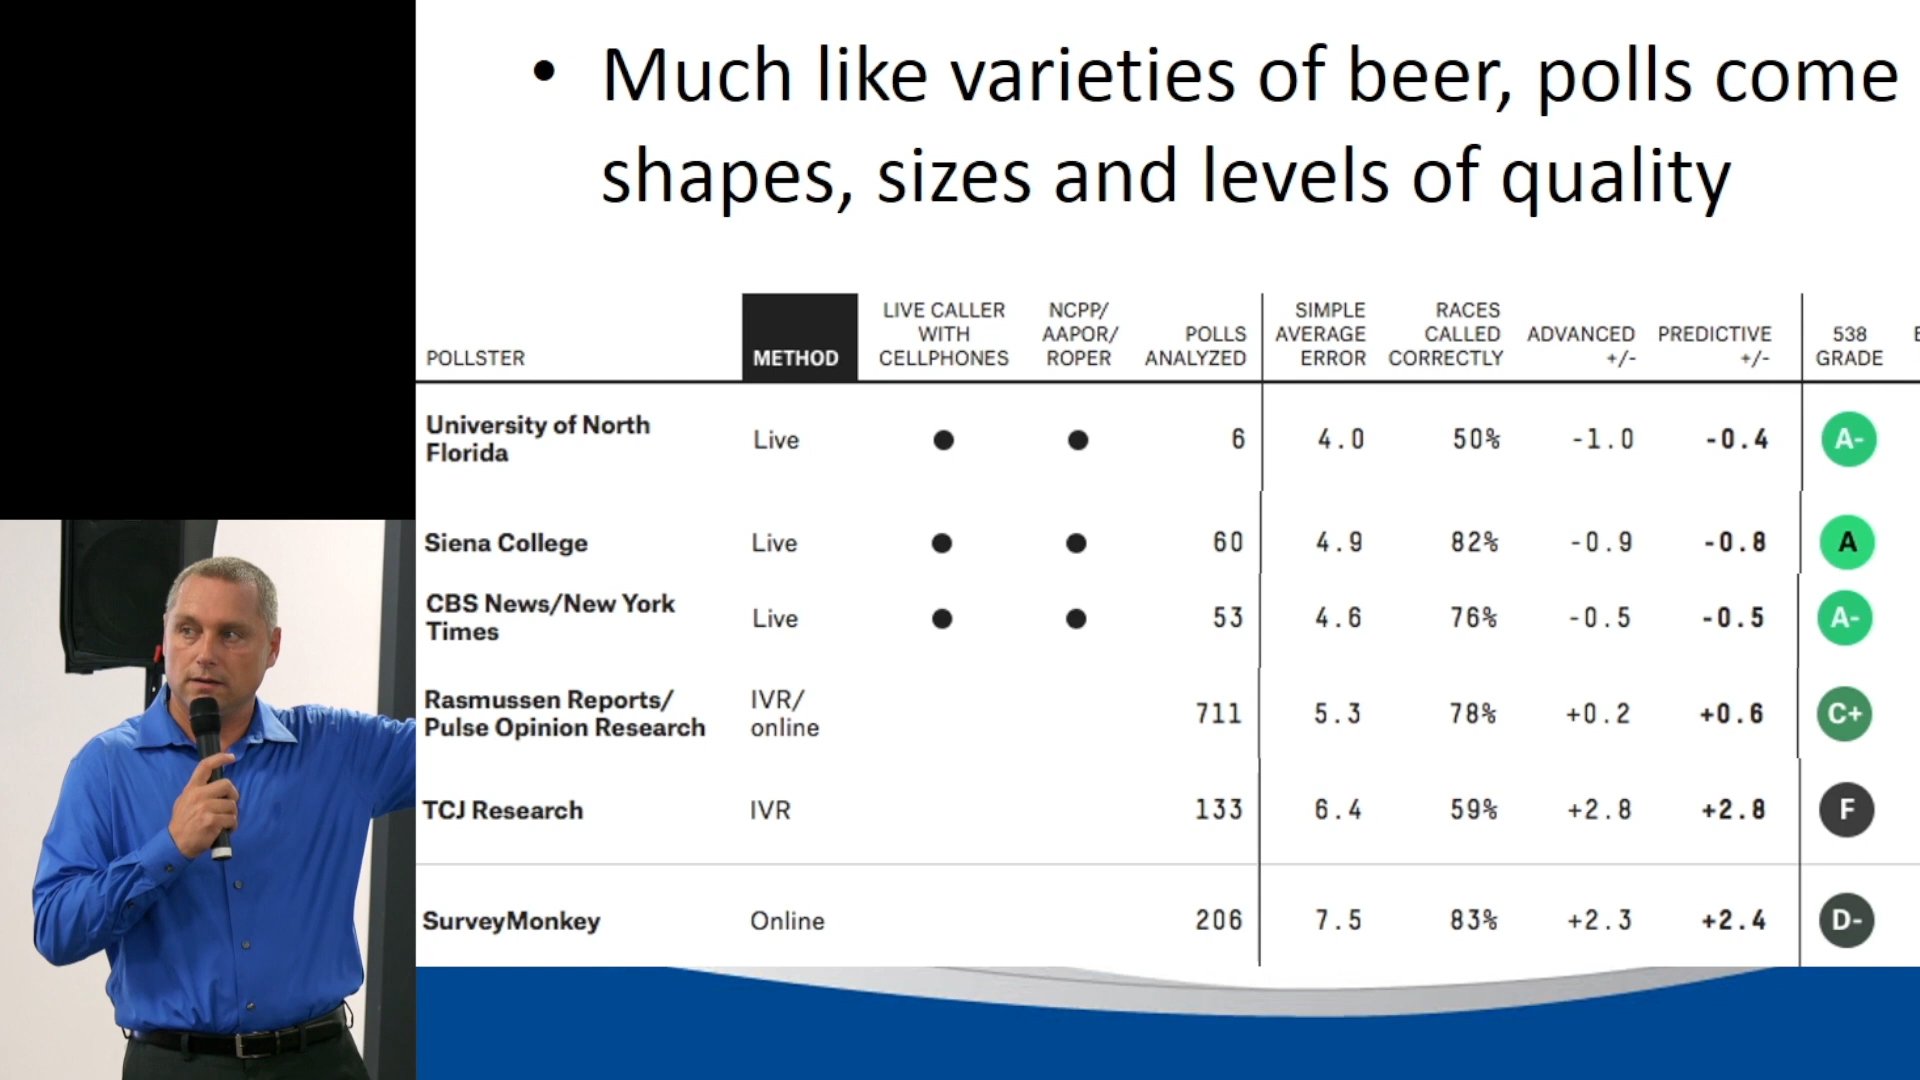 • Much like varieties of beer, polls come
shapes, sizes and levels of quality
POLLSTER METHOD LIVE CALLER WITH CELLPHONES NCPP/ AAPOR/ ROPER POLLS ANALYZED SIMPLE AVERAGE ERROR RACES CALLED CORRECTLY ADVANCED +/- PREDICTIVE +/- 538 GRADE
University of North Florida Live ● ● 6 4.0 50% -1.0 -0.4 A-
Siena College Live ● ● 60 4.9 82% -0.9 -0.8 A
CBS News/New York Times Live ● ● 53 4.6 76% -0.5 -0.5 A-
Rasmussen Reports/ Pulse Opinion Research IVR/ online 711 5.3 78% +0.2 +0.6 C+
TCJ Research IVR 133 6.4 59% +2.8 +2.8 F
SurveyMonkey Online 206 7.5 83% +2.3 +2.4 D-